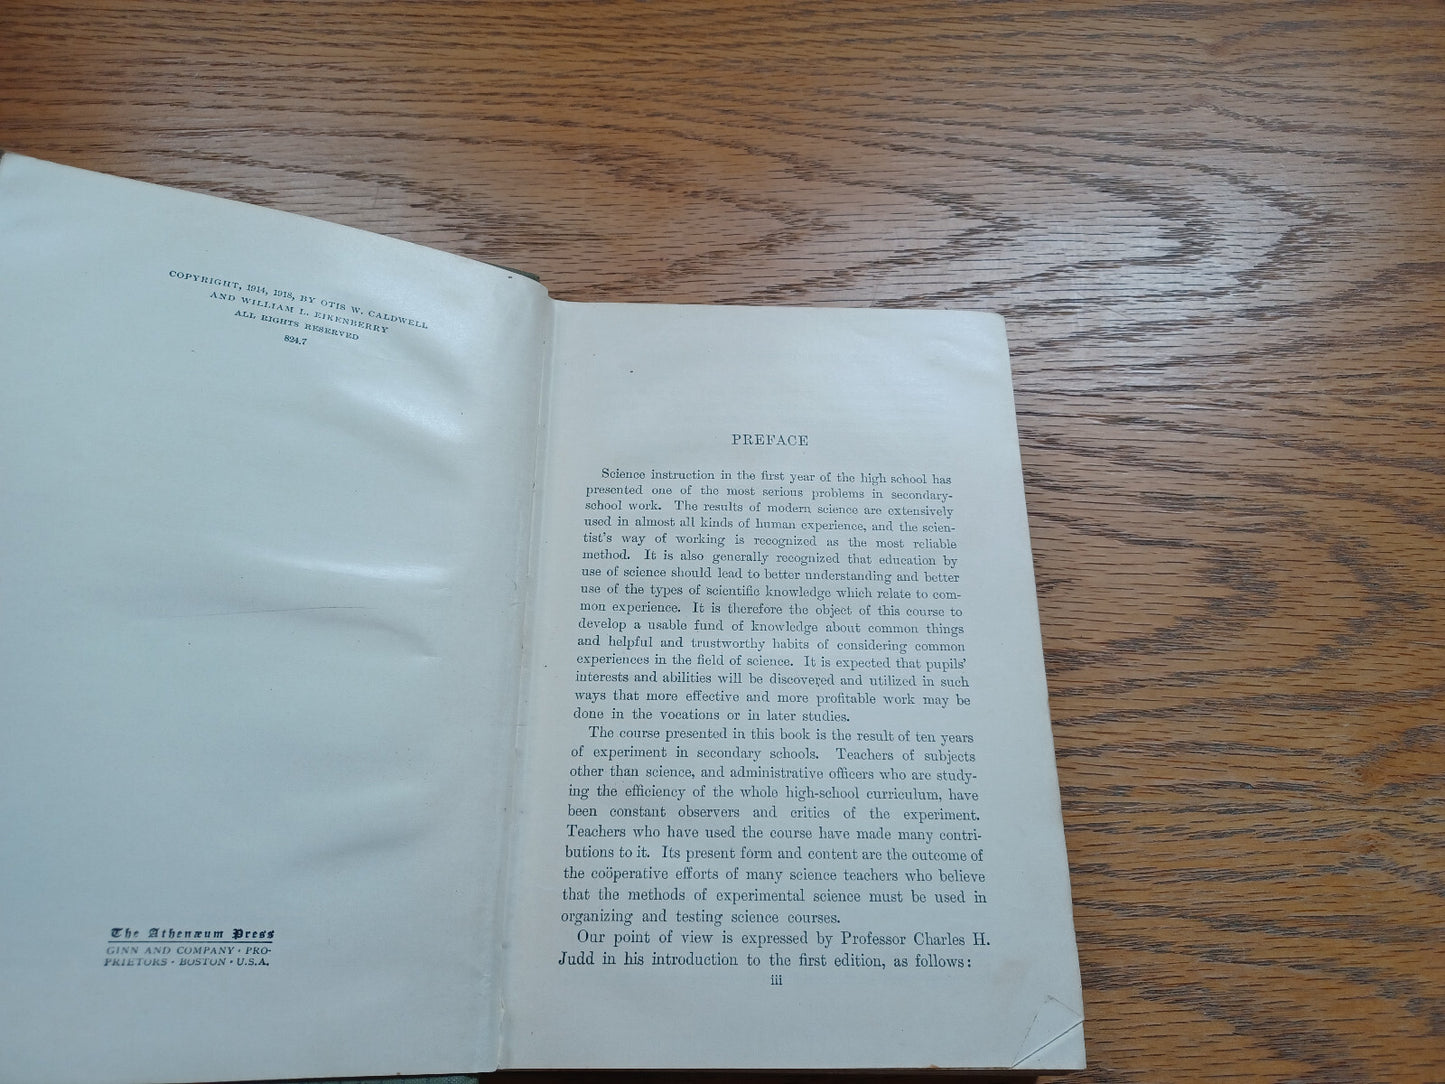 COPYRIGHT, 1914, 1918, BY OTIS W. CALDWELL
AND WILLIAM L. EIKENBERRY
ALL RIGHTS RESERVED
824.7
The Athenæum Press
GINN AND COMPANY · PRO-
PRIETORS · BOSTON · U.S.A.
PREFACE
Science instruction in the first year of the high school has
presented one of the most serious problems in secondary-
school work. The results of modern science are extensively
used in almost all kinds of human experience, and the scien-
tist's way of working is recognized as the most reliable
method. It is also generally recognized that education by
use of science should lead to better understanding and better
use of the types of scientific knowledge which relate to com-
mon experience. It is therefore the object of this course to
develop a usable fund of knowledge about common things
and helpful and trustworthy habits of considering common
experiences in the field of science. It is expected that pupils'
interests and abilities will be discovered and utilized in such
ways that more effective and more profitable work may be
done in the vocations or in later studies.
The course presented in this book is the result of ten years
of experiment in secondary schools. Teachers of subjects
other than science, and administrative officers who are study-
ing the efficiency of the whole high-school curriculum, have
been constant observers and critics of the experiment.
Teachers who have used the course have made many contri-
butions to it. Its present form and content are the outcome of
the coöperative efforts of many science teachers who believe
that the methods of experimental science must be used in
organizing and testing science courses.
Our point of view is expressed by Professor Charles H.
Judd in his introduction to the first edition, as follows:
iii